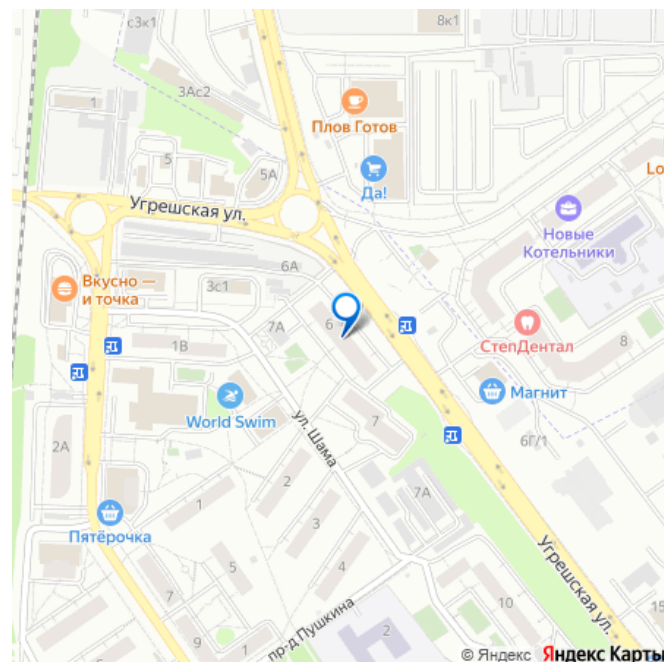 с3к1
8к1
3Ас2
1
Плов Готов
5
5А
Да!
Lo
Угрешская ул.
Новые
Котельники
6А
3с1
Вкусно —
и точка
7А
6
1В
СтепДентал
8
World Swim
Магнит
7
ул. Шама
2А
6Г/1
2
7А
1
Пятёрочка
3
Угрешская ул.
5
4
7
10
15
9
1
пр-д Пушкина
2
© Яндекс Яндекс Карты